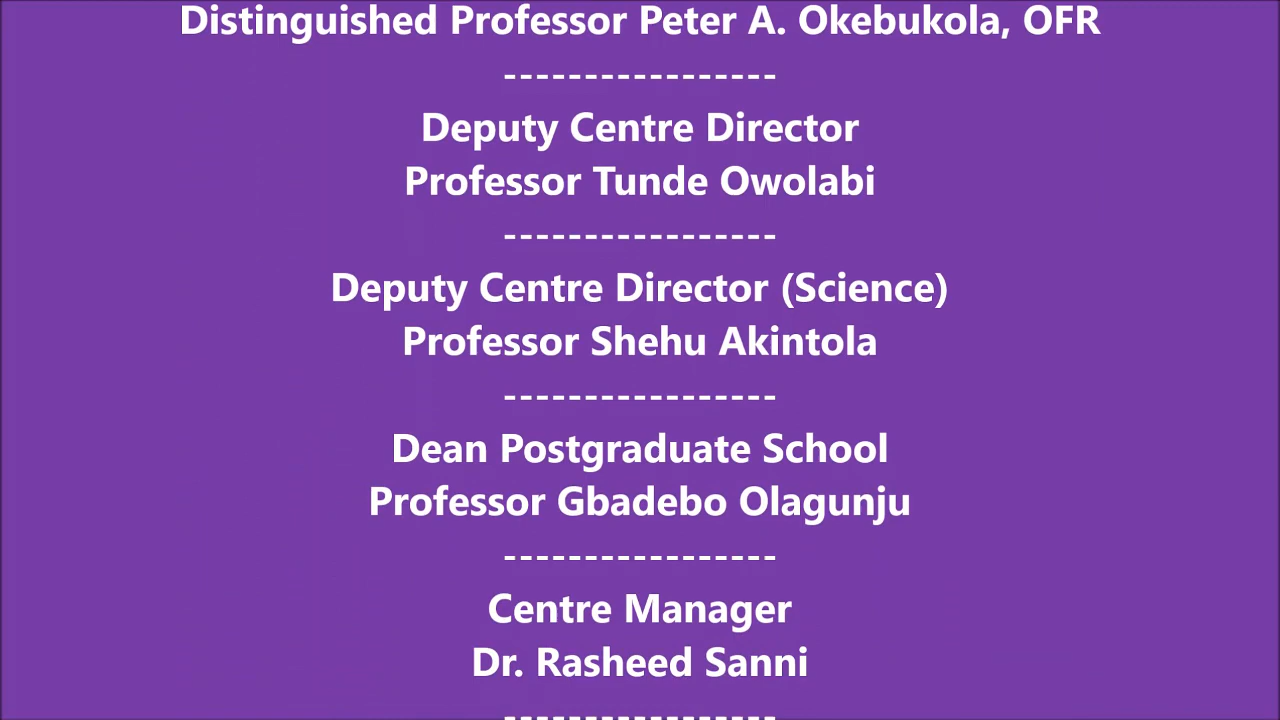 Distinguished Professor Peter A. Okebukola, OFR
-----------------
Deputy Centre Director
Professor Tunde Owolabi
-----------------
Deputy Centre Director (Science)
Professor Shehu Akintola
-----------------
Dean Postgraduate School
Professor Gbadebo Olagunju
-----------------
Centre Manager
Dr. Rasheed Sanni
-----------------